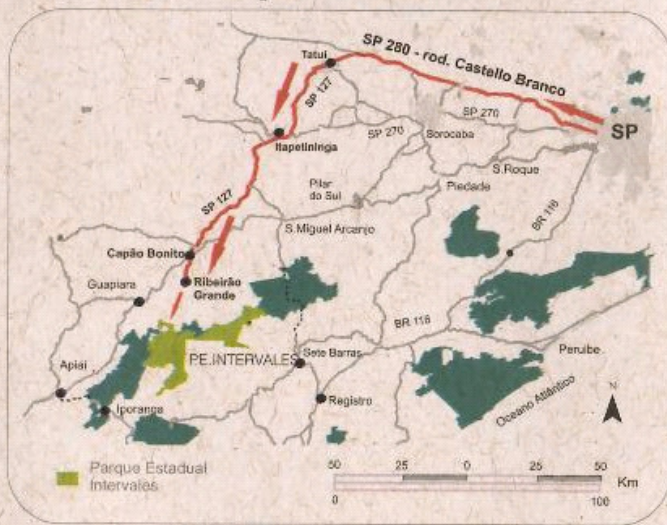 SP 280 - rod. Castello Branco
Tatuí
SP 127
SP 270
SP
Itapetininga
SP 270
Sorocaba
S.Roque
Pilar
do Sul
Piedade
BR 116
SP 127
S.Miguel Arcanjo
Capão Bonito
Guapiara
Ribeirão
Grande
BR 116
P.E.INTERVALES
Sete Barras
Peruibe
Apiaí
Iporanga
Registro
Oceano Atlântico
N
Parque Estadual
Intervales
50 25 0 25 50
Km
0 100